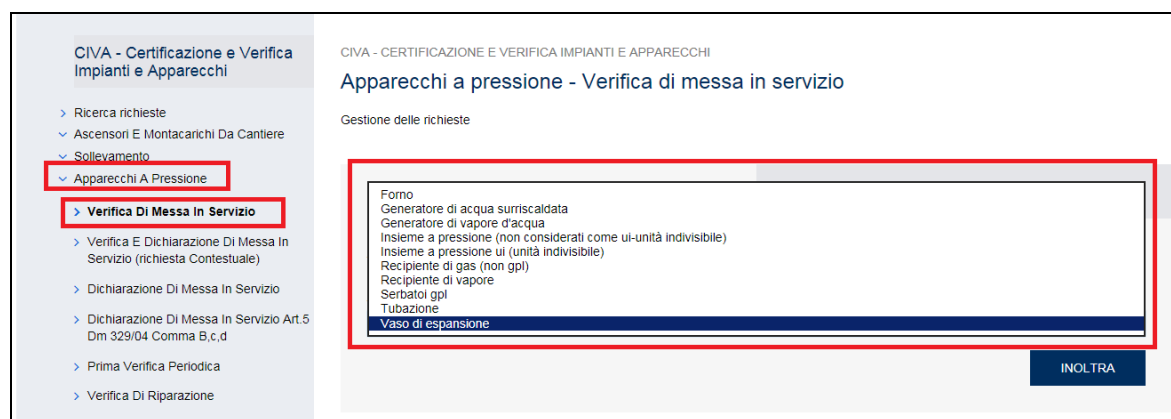 CIVA - Certificazione e Verifica
Impianti e Apparecchi
Ricerca richieste
Ascensori E Montacarichi Da Cantiere
Sollevamento
Apparecchi A Pressione
Verifica Di Messa In Servizio
Verifica E Dichiarazione Di Messa In
Servizio (richiesta Contestuale)
Dichiarazione Di Messa In Servizio
Dichiarazione Di Messa In Servizio Art.5
Dm 329/04 Comma B,c,d
Prima Verifica Periodica
Verifica Di Riparazione
CIVA - CERTIFICAZIONE E VERIFICA IMPIANTI E APPARECCHI
Apparecchi a pressione - Verifica di messa in servizio
Gestione delle richieste
Forno
Generatore di acqua surriscaldata
Generatore di vapore d'acqua
Insieme a pressione (non considerati come ui-unità indivisibile)
Insieme a pressione ui (unità indivisibile)
Recipiente di gas (non gpl)
Recipiente di vapore
Serbatoi gpl
Tubazione
Vaso di espansione
INOLTRA